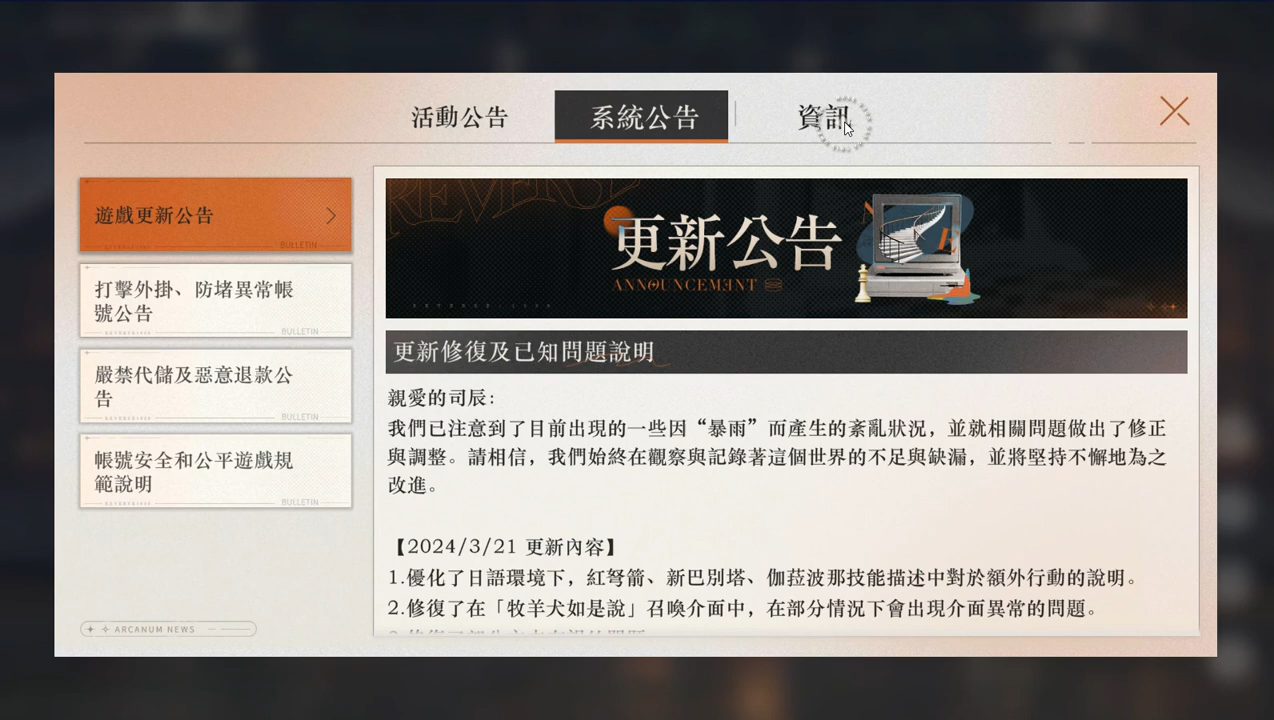 活動公告
系統公告
資訊
遊戲更新公告
BULLETIN
打擊外掛、防堵異常帳
號公告
BULLETIN
嚴禁代儲及惡意退款公
告
BULLETIN
帳號安全和公平遊戲規
範說明
BULLETIN
ARCANUM NEWS
REVERSE
更新公告
ANNOUNCEMENT
更新修復及已知問題說明
親愛的司辰:
我們已注意到了目前出現的一些因“暴雨”而產生的紊亂狀況，並就相關問題做出了修正
與調整。請相信，我們始終在觀察與記錄著這個世界的不足與缺漏，並將堅持不懈地為之
改進。
【2024/3/21 更新內容】
1.優化了日語環境下，紅弩箭、新巴別塔、伽菈波那技能描述中對於額外行動的說明。
2.修復了在「牧羊犬如是說」召喚介面中，在部分情況下會出現介面異常的問題。